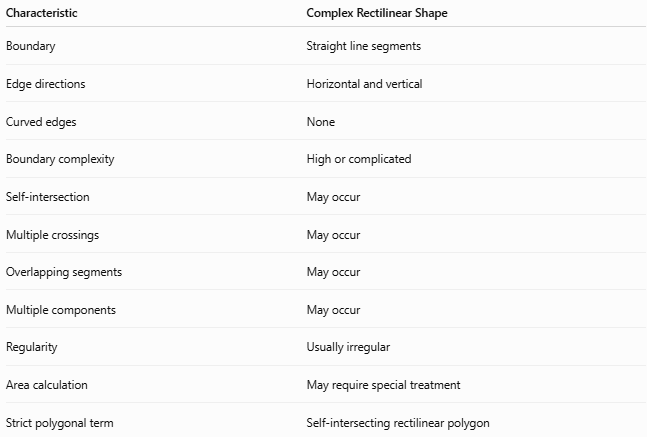 Characteristic Complex Rectilinear Shape
Boundary Straight line segments
Edge directions Horizontal and vertical
Curved edges None
Boundary complexity High or complicated
Self-intersection May occur
Multiple crossings May occur
Overlapping segments May occur
Multiple components May occur
Regularity Usually irregular
Area calculation May require special treatment
Strict polygonal term Self-intersecting rectilinear polygon